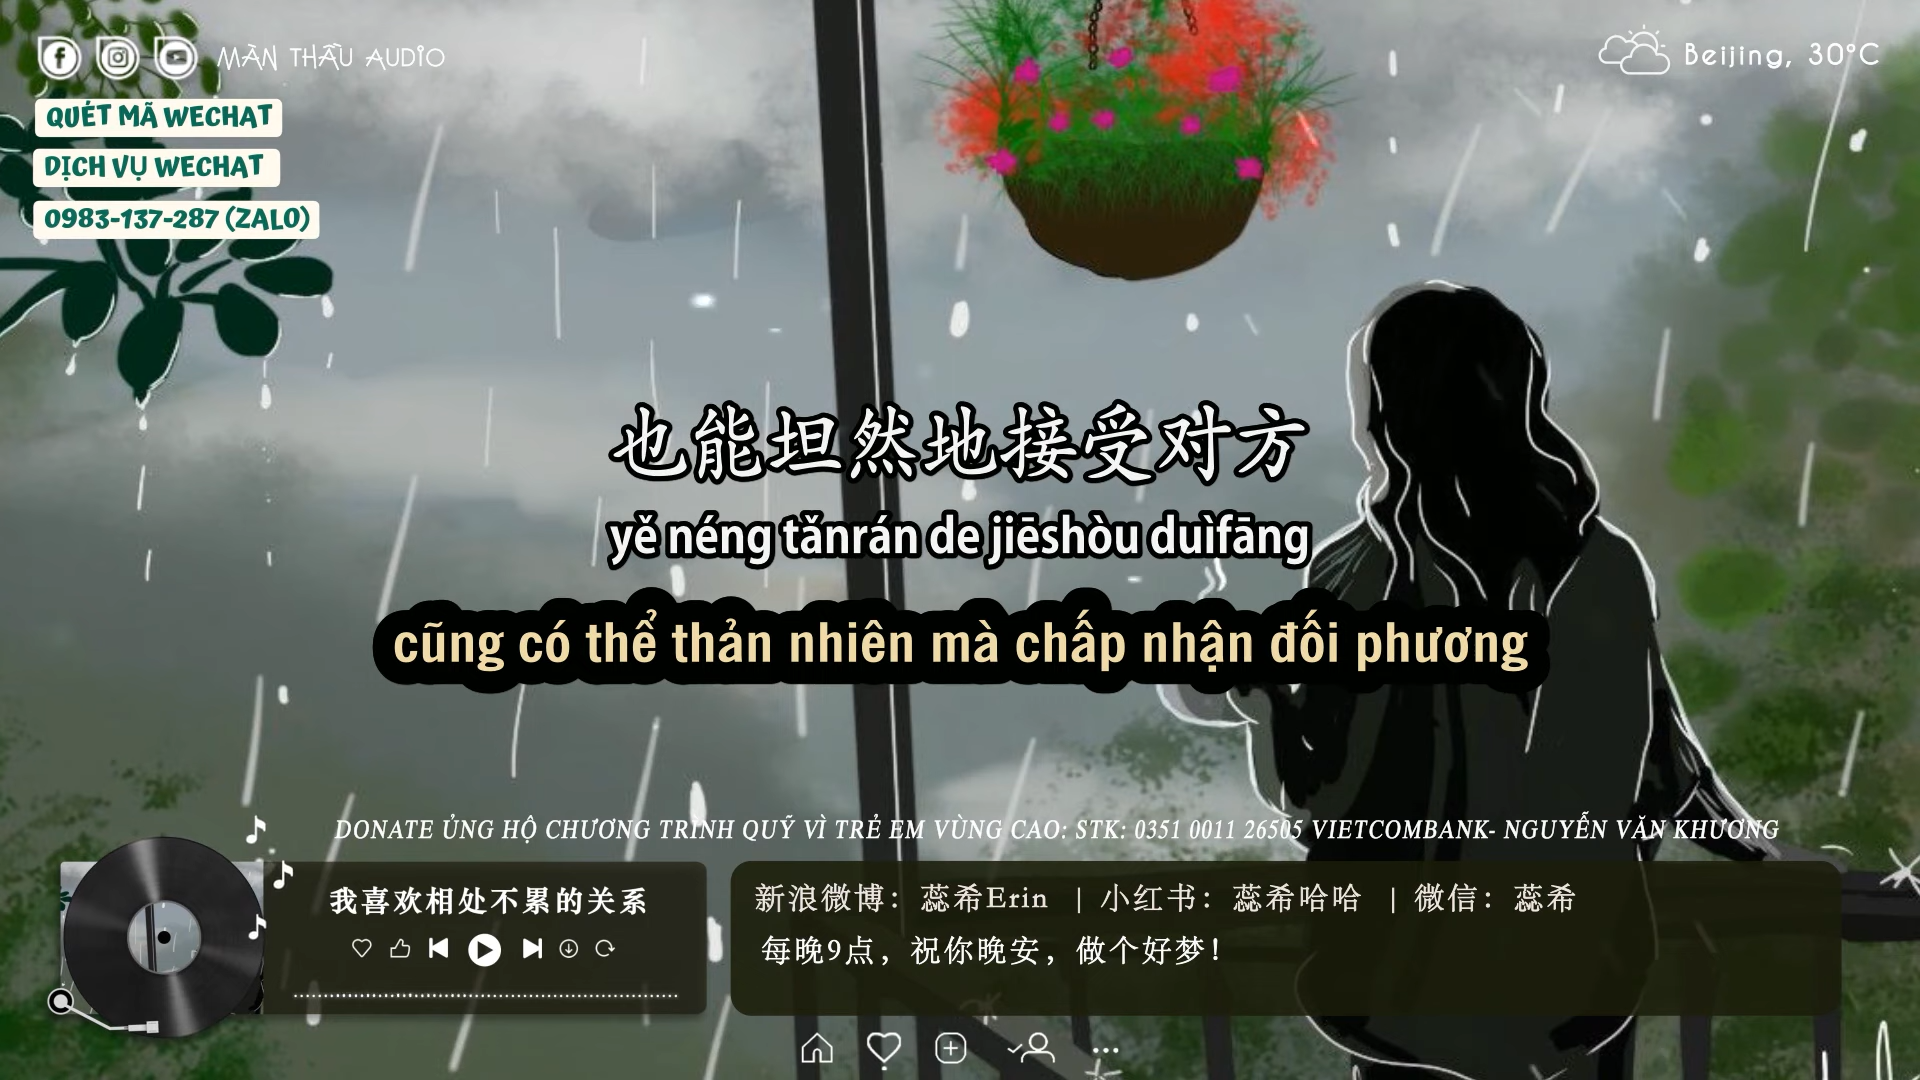 MÀN THẦU AUDIO
Beijing, 30°C
QUÉT MÃ WECHAT
DỊCH VỤ WECHAT
0983-137-287 (ZALO)
也能坦然地接受对方
yě néng tǎnrán de jiēshòu duìfāng
cũng có thể thản nhiên mà chấp nhận đối phương
DONATE ỦNG HỘ CHƯƠNG TRÌNH QUỸ VÌ TRẺ EM VÙNG CAO: STK: 0351 0011 26505 VIETCOMBANK- NGUYỄN VĂN KHƯƠNG
我喜欢相处不累的关系
新浪微博：蕊希Erin | 小红书：蕊希哈哈 | 微信：蕊希
每晚9点，祝你晚安，做个好梦！